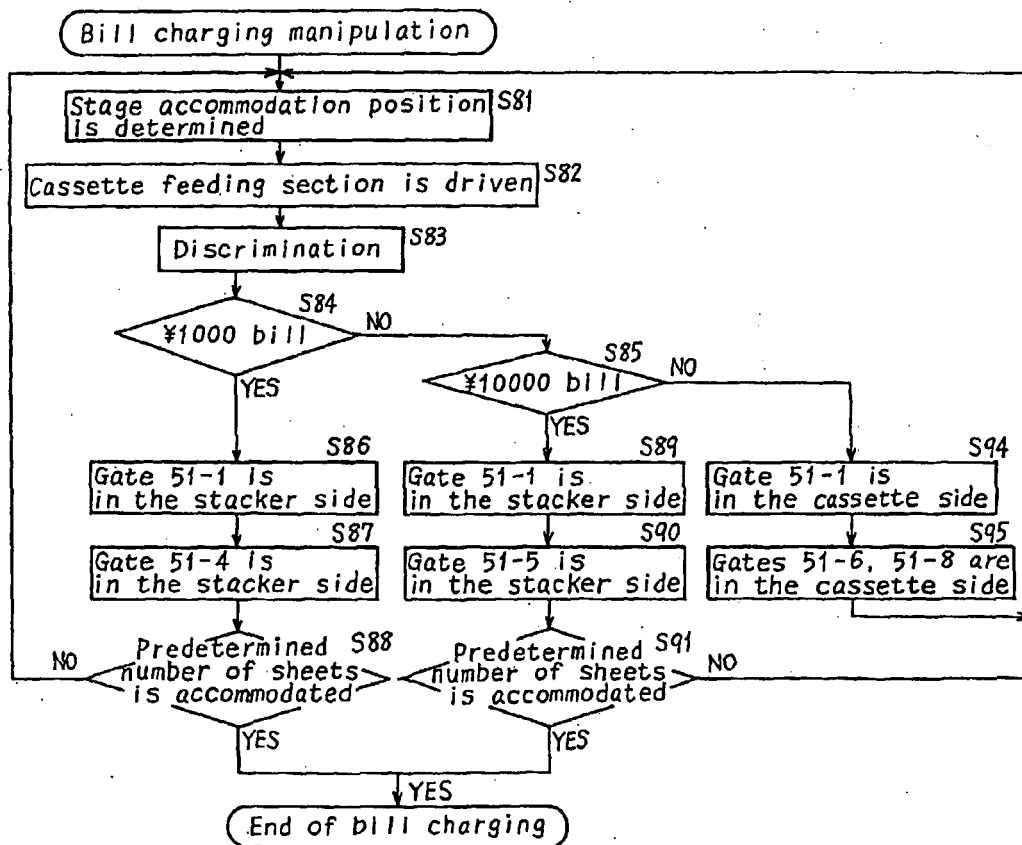 Bill charging manipulation
Stage accommodation position
is determined
S81
Cassette feeding section is driven
S82
Discrimination
S83
¥1000 bill
S84
NO
YES
¥10000 bill
S85
NO
YES
S86
Gate 51-1 is
in the stacker side
S89
Gate 51-1 is
in the stacker side
S94
Gate 51-1 is
in the cassette side
S87
Gate 51-4 is
in the stacker side
S90
Gate 51-5 is
in the stacker side
S95
Gates 51-6, 51-8 are
in the cassette side
NO
Predetermined
number of sheets
is accommodated
S88
YES
Predetermined
number of sheets
is accommodated
S91
NO
YES
YES
End of bill charging